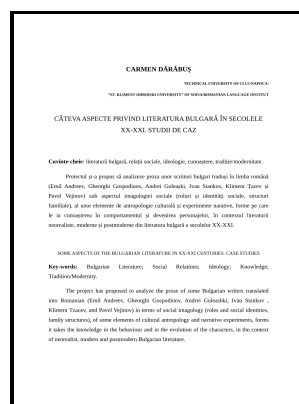 CARMEN DĂRĂBUȘ
TECHNICAL UNIVERSITY OF CLUJ-NAPOCA/
"ST. KLIMENT OHRIDSKI UNIVERSITY" OF SOFIA/ROMANIAN LANGUAGE INSTITUT
CÂTEVA ASPECTE PRIVIND LITERATURA BULGARĂ ÎN SECOLELE
XX-XXI. STUDII DE CAZ
Cuvinte-cheie: literatură bulgară, relații sociale, ideologie, cunoaștere, tradiție/modernitate.
Proiectul și-a propus să analizeze proza unor scriitori bulgari traduși în limba română
(Emil Andreev, Gheorghi Gospodinov, Andrei Guleașki, Ivan Stankov, Kliment Țacev și
Pavel Vejinov) sub aspectul imagologiei sociale (roluri și identități sociale, structuri
familiale), al unor elemente de antropologie culturală și experimente narative, forme pe care
le ia cunoașterea în comportamentul și devenirea personajelor, în contextul literaturii
neorealiste, moderne și postmoderne din literatura bulgară a secolelor XX-XXI.
SOME ASPECTS OF THE BULGARIAN LITERATURE IN XX-XXI CENTURIES. CASE STUDIES
Key-words: Bulgarian Literature; Social Relations; Ideology; Knowledge;
Tradition/Modernity.
The project has proposed to analyze the prose of some Bulgarian writers translated
into Romanian (Emil Andreev, Gheorghi Gospodinov, Andrei Guleashki, Ivan Stankov ,
Kliment Tzacev, and Pavel Vejinov) in terms of social imagology (roles and social identities,
family structures), of some elements of cultural antropology and narrative experiments, forms
it takes the knowledge in the behaviour and in the evolution of the characters, in the context
of neorealist, modern and postmodern Bulgarian literature.